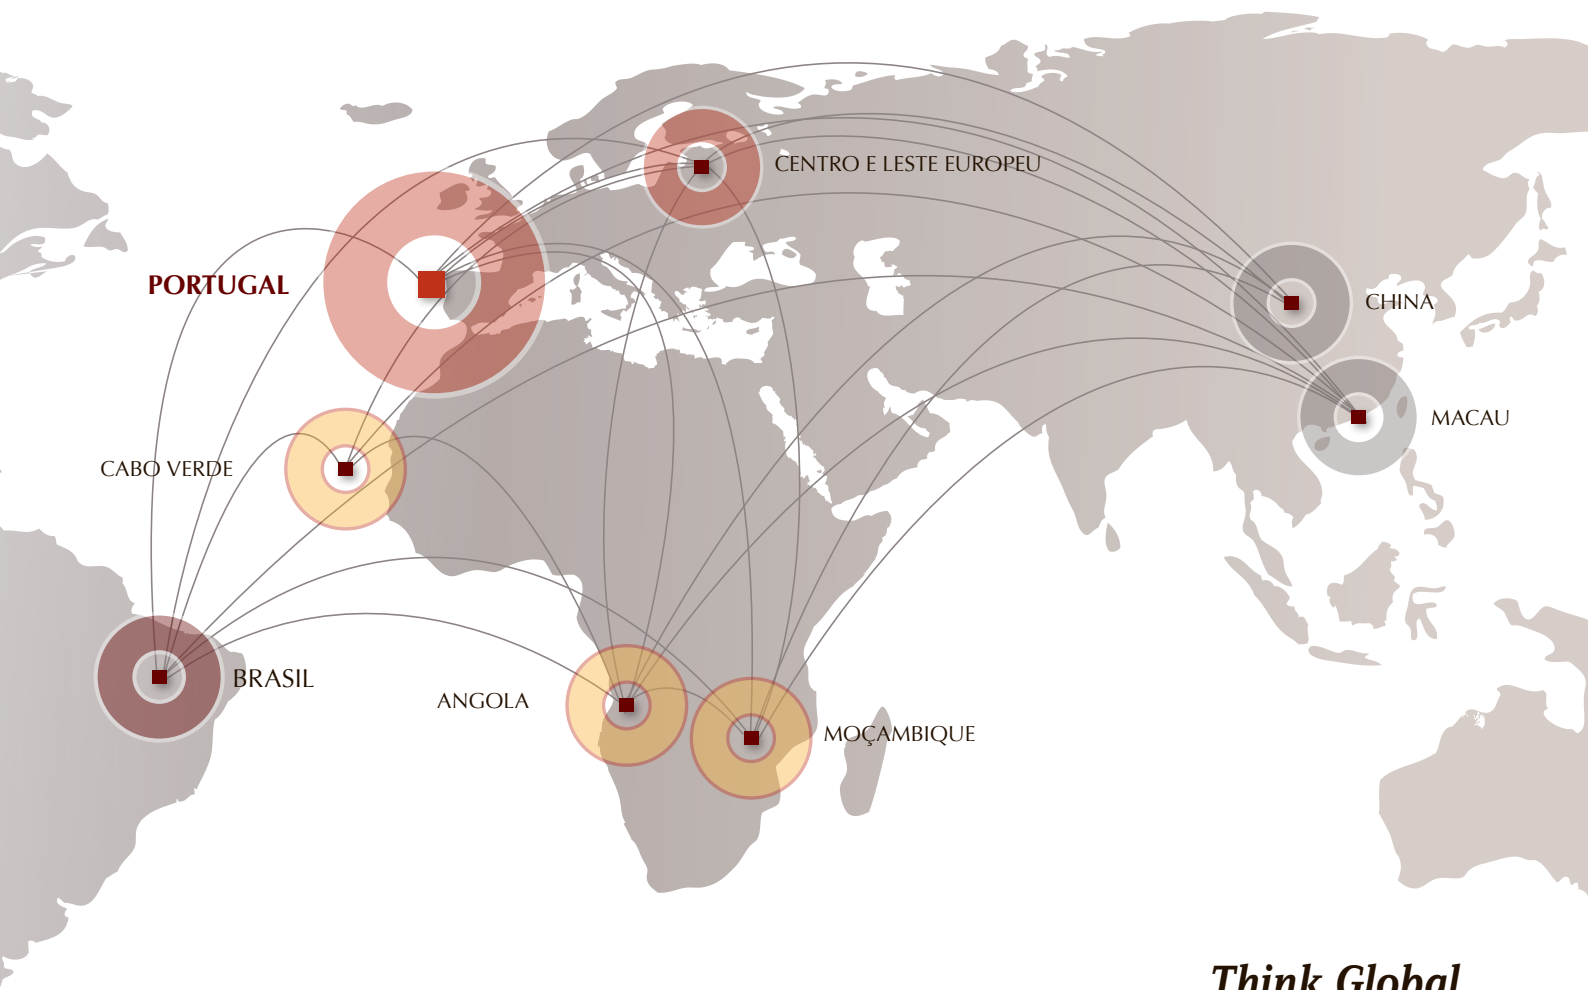 CENTRO E LESTE EUROPEU
PORTUGAL
CHINA
MACAU
CABO VERDE
BRASIL
ANGOLA
MOÇAMBIQUE
Think Global